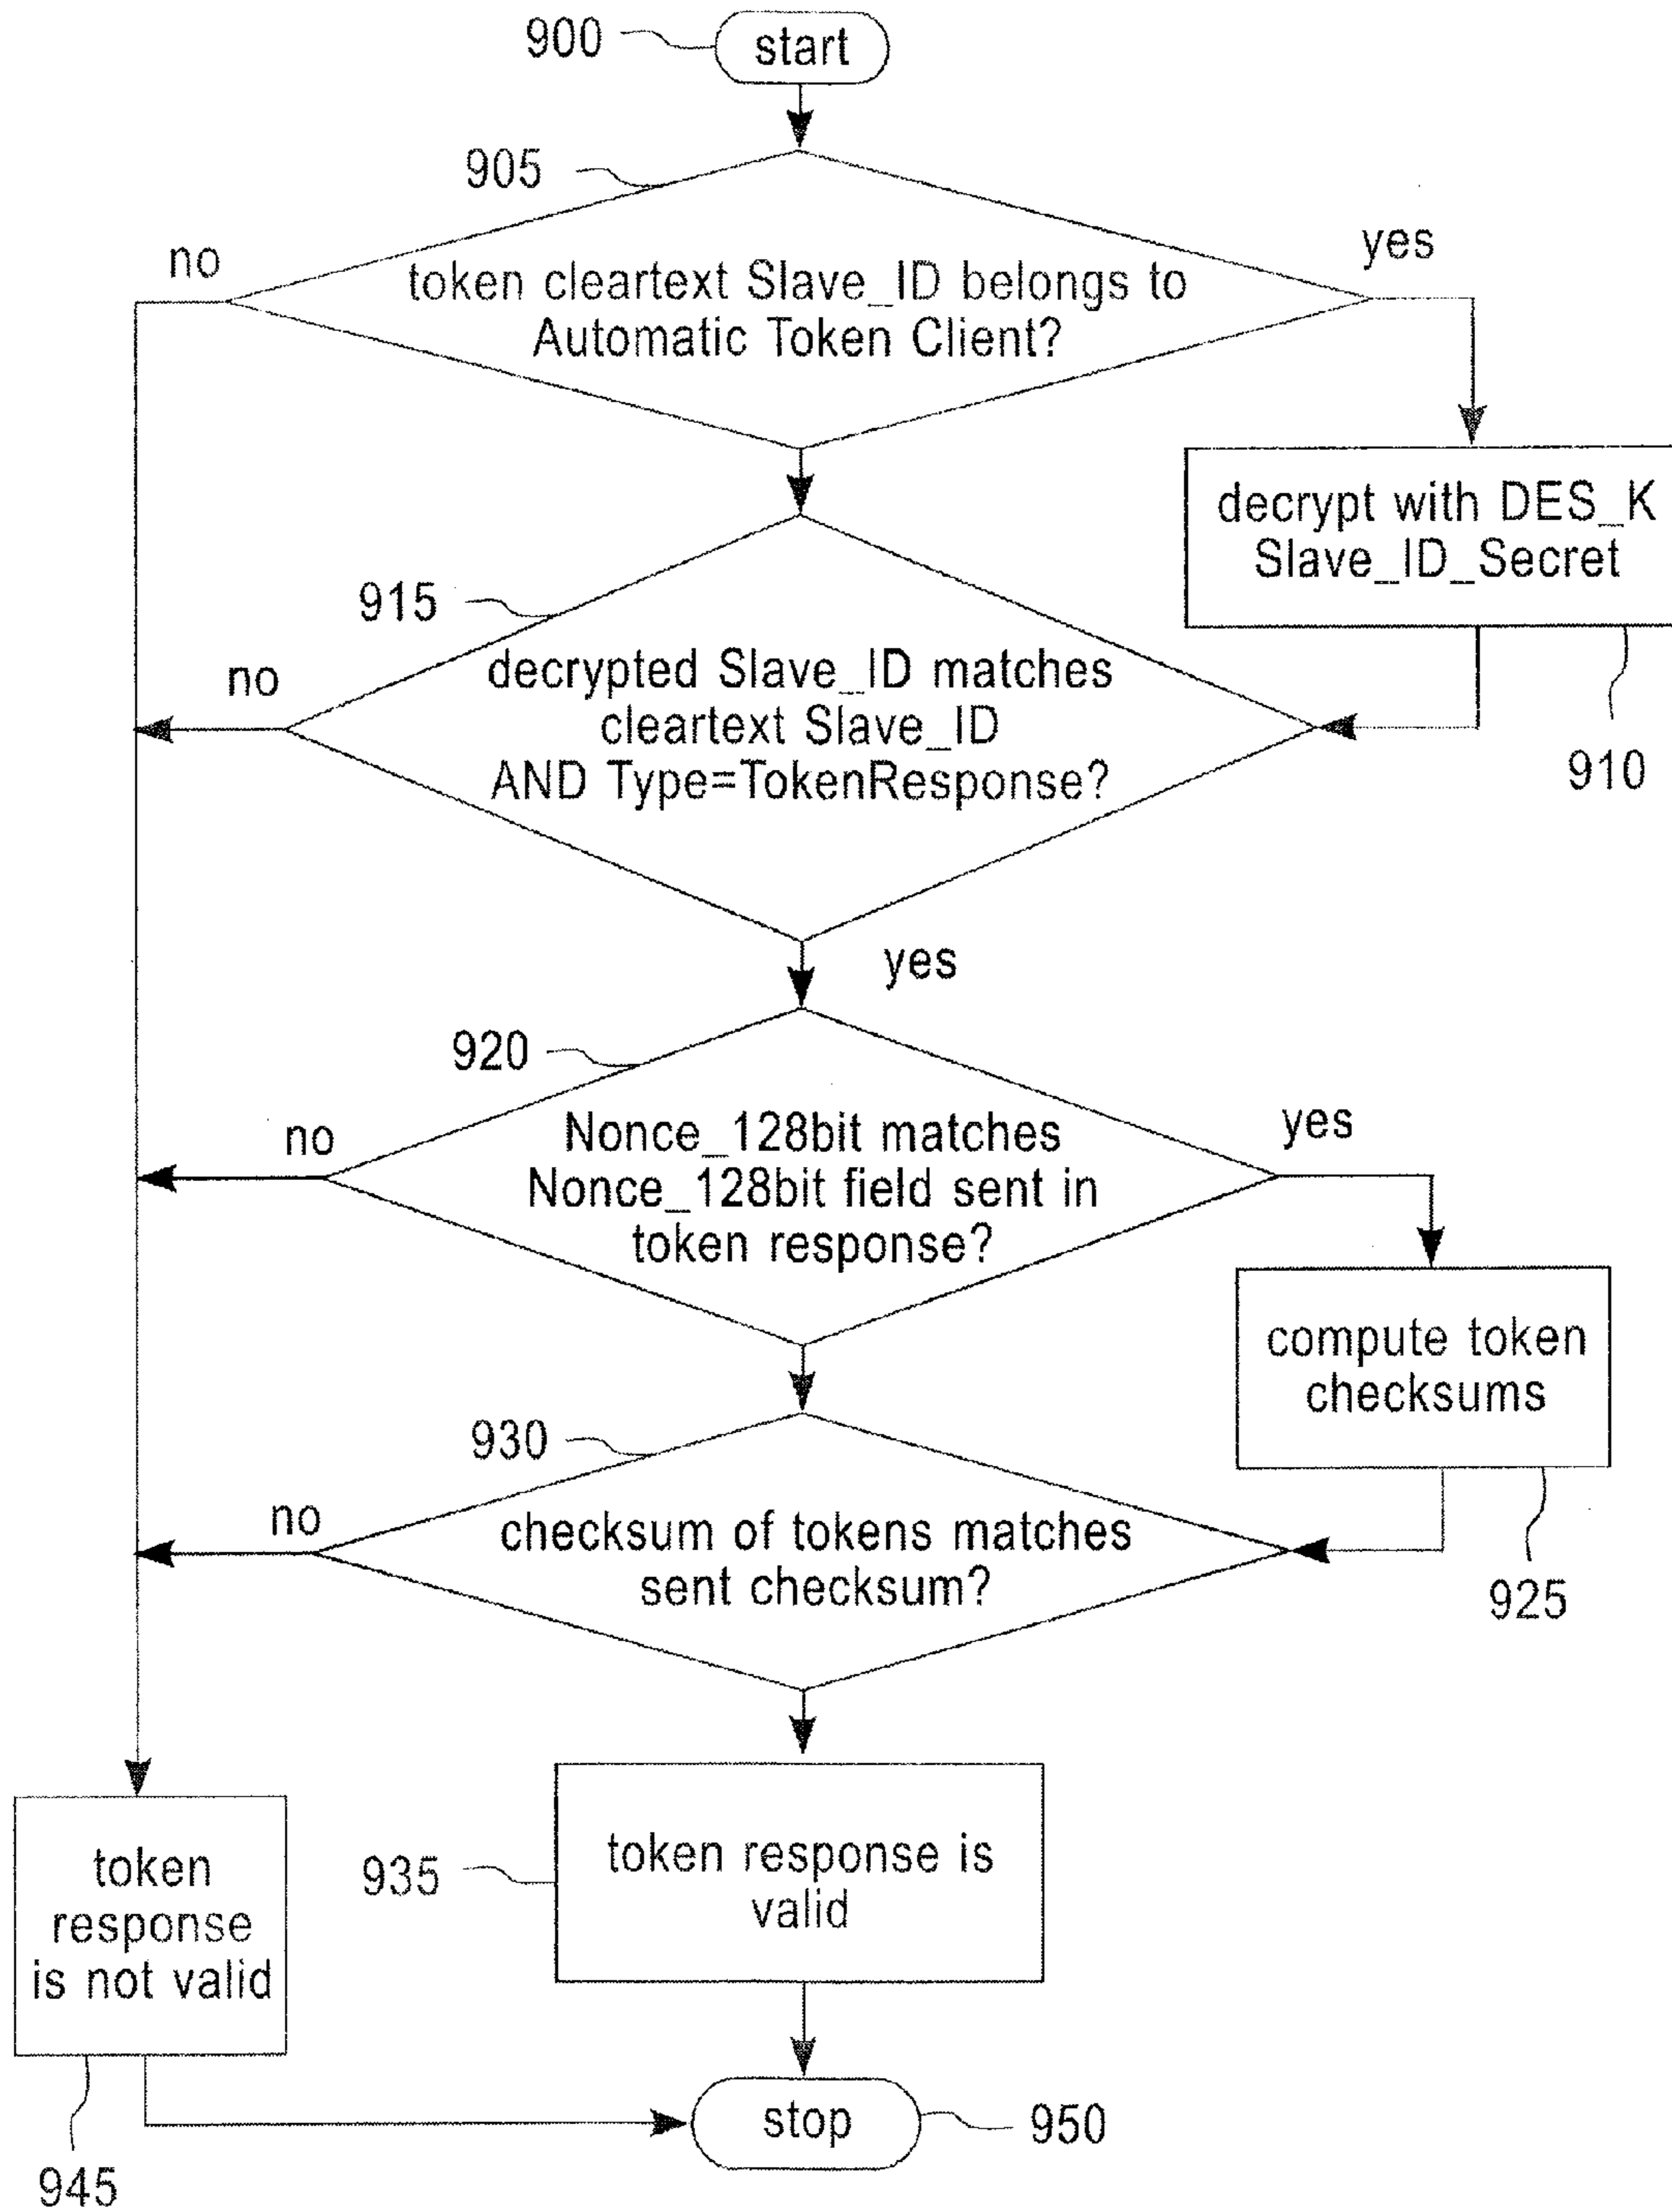 900
start
905
no
yes
token cleartext Slave_ID belongs to
Automatic Token Client?
decrypt with DES_K
Slave_ID_Secret
910
915
no
decrypted Slave_ID matches
cleartext Slave_ID
AND Type=TokenResponse?
yes
920
no
yes
Nonce_128bit matches
Nonce_128bit field sent in
token response?
compute token
checksums
925
930
no
checksum of tokens matches
sent checksum?
token
response
is not valid
945
935
token response is
valid
stop
950